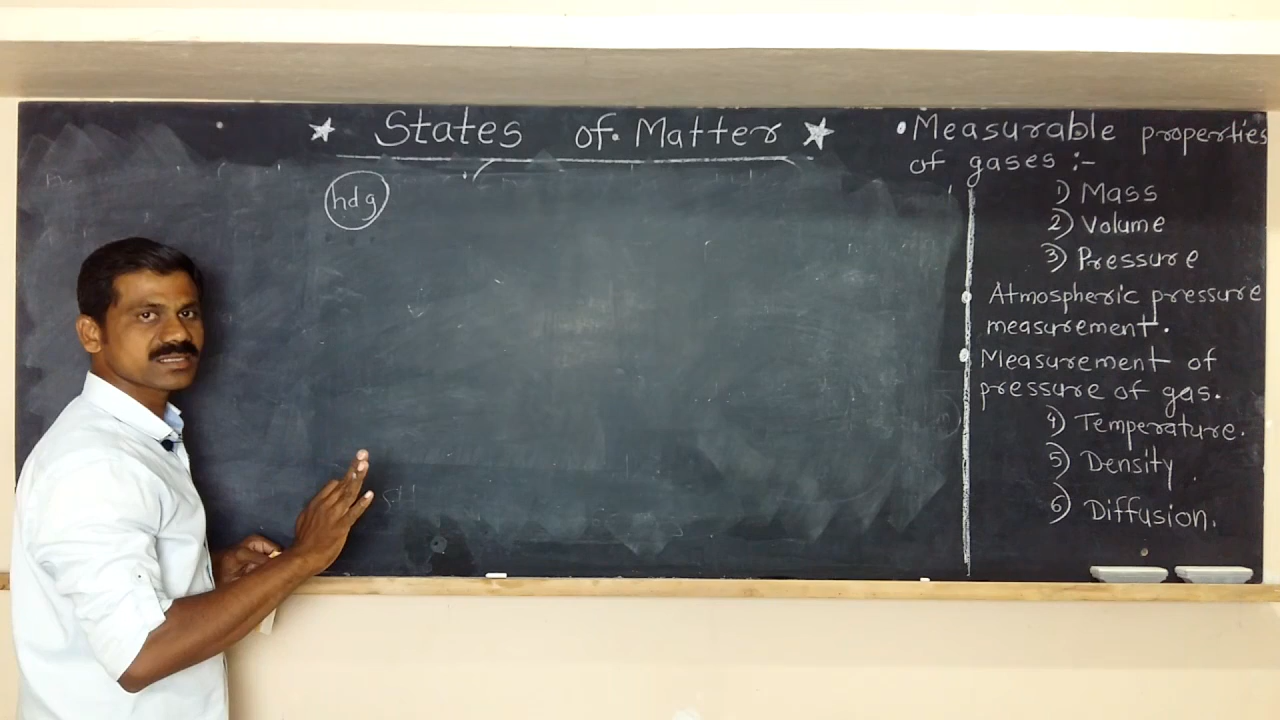 States of Matter
hdg
• Measurable properties
of gases :-
1) Mass
2) Volume
3) Pressure
• Atmospheric pressure
measurement.
• Measurement of
pressure of gas.
4) Temperature.
5) Density
6) Diffusion.